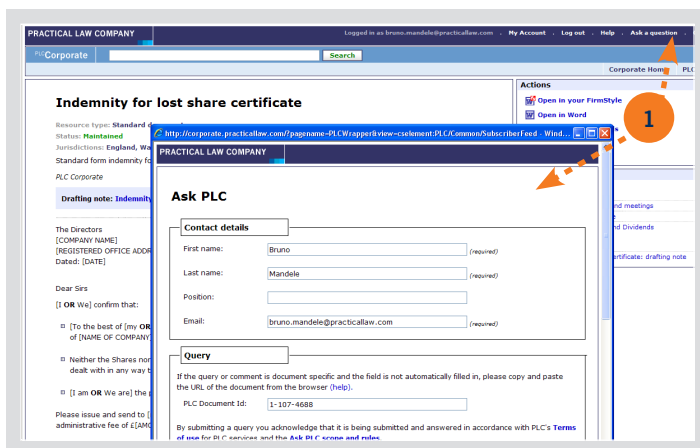 PRACTICAL LAW COMPANY
Logged in as bruno.mandele@practicallaw.com . My Account . Log out . Help . Ask a question .
PLCCorporate
Search
Corporate Home PLC
Actions
Open in your FirmStyle
Open in Word
1
Indemnity for lost share certificate
Resource type: Standard
Status: Maintained
Jurisdictions: England, Wa
Standard form indemnity fo
PLC Corporate
Drafting note: Indemnity
The Directors
[COMPANY NAME]
[REGISTERED OFFICE ADDR
Dated: [DATE]
Dear Sirs
[I OR We] confirm that:
[To the best of [my OR
of [NAME OF COMPANY
Neither the Shares nor
dealt with in any way t
[I am OR We are] the
Please issue and send to [
administrative fee of £[AMO
nd meetings
nd Dividends
ertificate: drafting note
http://corporate.practicallaw.com/?pagename=PLCWrapper&view=cselement:PLC/Common/SubscriberFeed - Wind...
PRACTICAL LAW COMPANY
Ask PLC
Contact details
First name: Bruno (required)
Last name: Mandele (required)
Position:
Email: bruno.mandele@practicallaw.com (required)
Query
If the query or comment is document specific and the field is not automatically filled in, please copy and paste
the URL of the document from the browser (help).
PLC Document Id: 1-107-4688
By submitting a query you acknowledge that it is being submitted and answered in accordance with PLC's Terms
of use for PLC services and the Ask PLC scope and rules.